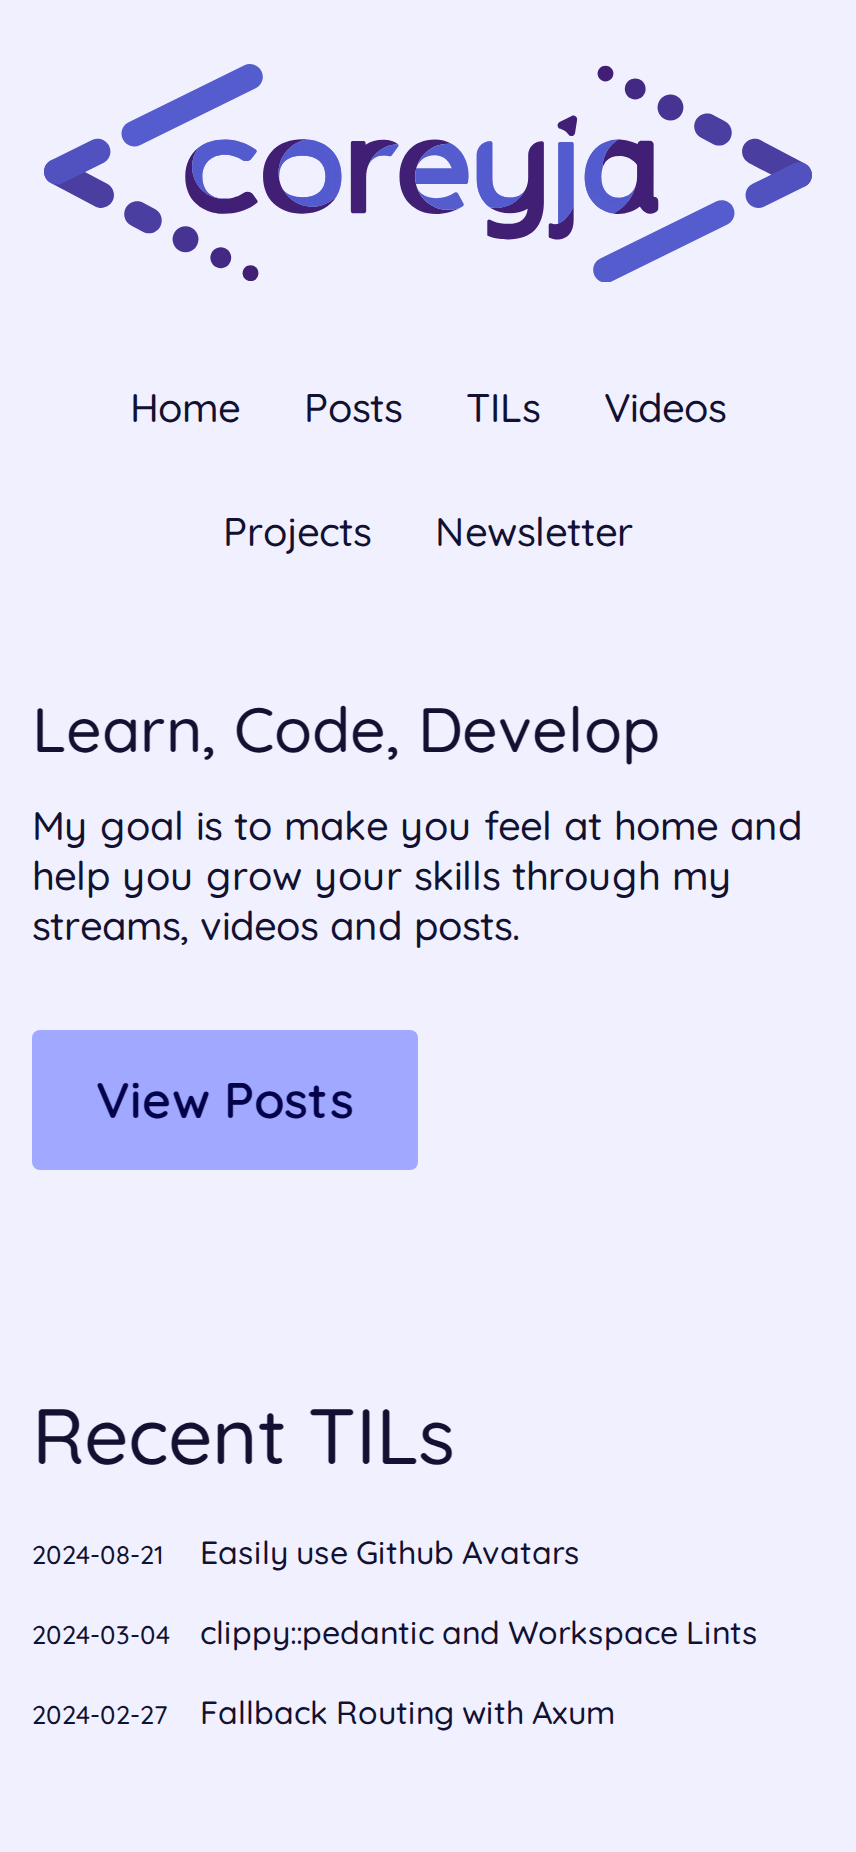 coreyja
Home Posts TILs Videos
Projects Newsletter
Learn, Code, Develop
My goal is to make you feel at home and
help you grow your skills through my
streams, videos and posts.
View Posts
Recent TILs
2024-08-21 Easily use Github Avatars
2024-03-04 clippy::pedantic and Workspace Lints
2024-02-27 Fallback Routing with Axum